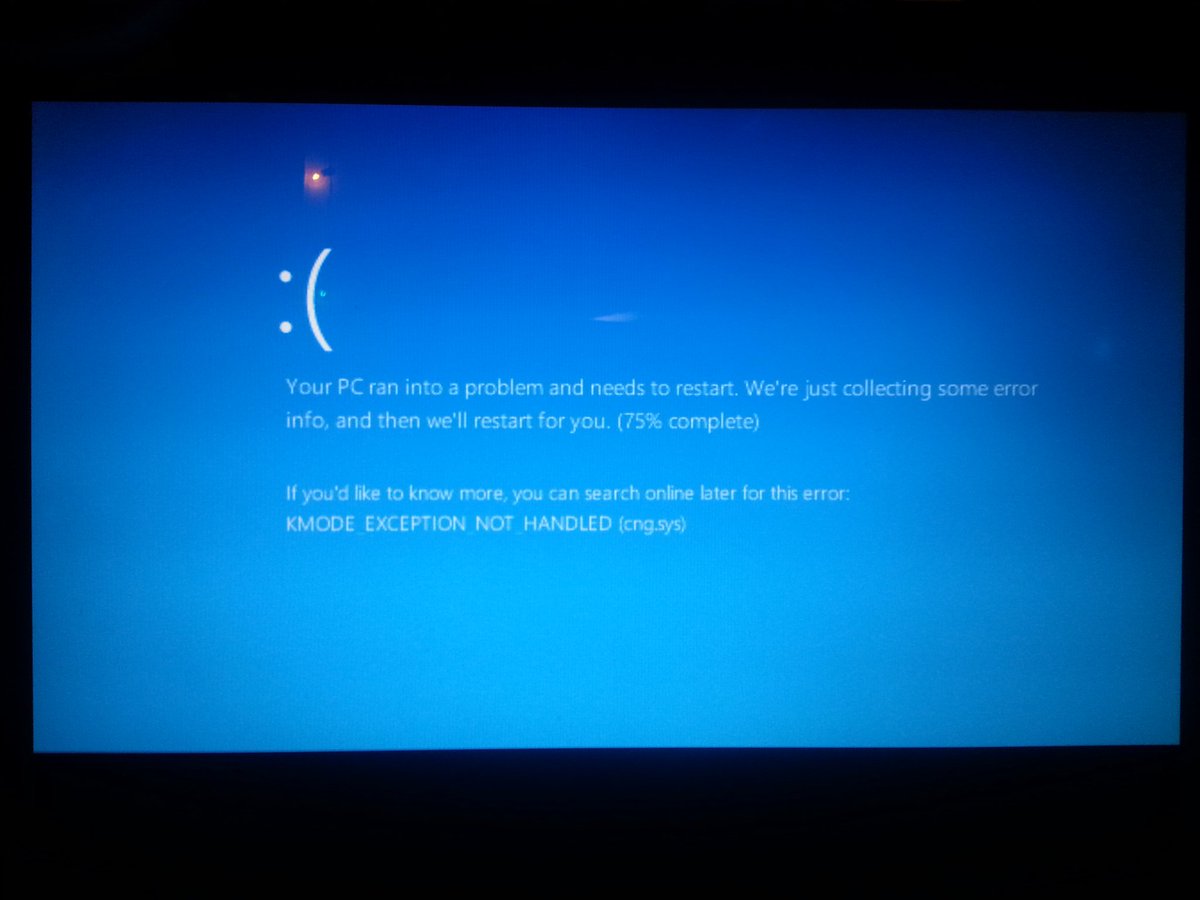 :(
Your PC ran into a problem and needs to restart. We're just collecting some error
info, and then we'll restart for you. (75% complete)
If you'd like to know more, you can search online later for this error:
KMODE_EXCEPTION_NOT_HANDLED (cng.sys)